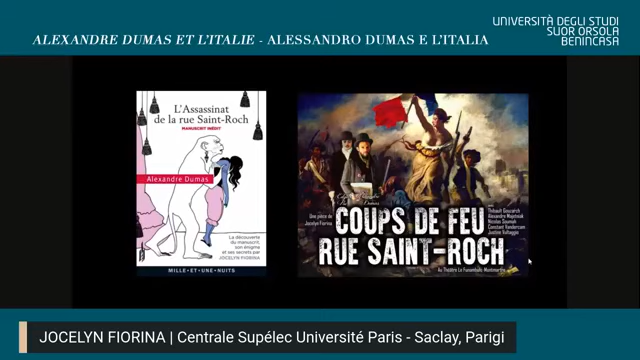 ALEXANDRE DUMAS ET L'ITALIE - ALESSANDRO DUMAS E L'ITALIA
UNIVERSITÀ DEGLI STUDI
SUOR ORSOLA
BENINCASA
L'Assassinat
de la rue Saint-Roch
MANUSCRIT INÉDIT
Alexandre Dumas
La découverte
du manuscrit,
son énigme
et ses secrets par
JOCELYN FIORINA
MILLE·ET·UNE·NUITS
Une pièce de
Jocelyn Fiorina
COUPS DE FEU
RUE SAINT-ROCH
Au Théâtre Le Funambule Montmartre
JOCELYN FIORINA | Centrale Supélec Université Paris - Saclay, Parigi